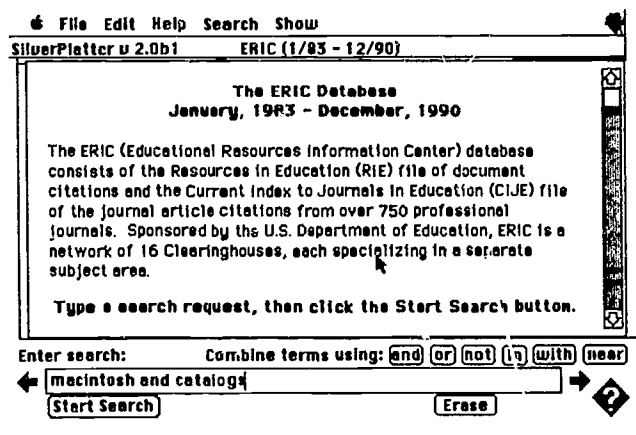 File Edit Help Search Show
SilverPlatter v 2.0b1 ERIC (1/83 - 12/90)
The ERIC Database
January, 1983 - December, 1990
The ERIC (Educational Resources Information Center) database
consists of the Resources in Education (RIE) file of document
citations and the Current Index to Journals in Education (CIJE) file
of the journal article citations from over 750 professional
journals. Sponsored by the U.S. Department of Education, ERIC is a
network of 16 Clearinghouses, each specializing in a separate
subject area.
Type a search request, then click the Start Search button.
Enter search: Combine terms using: and or not in with near
macintosh and catalogs
Start Search Erase
?